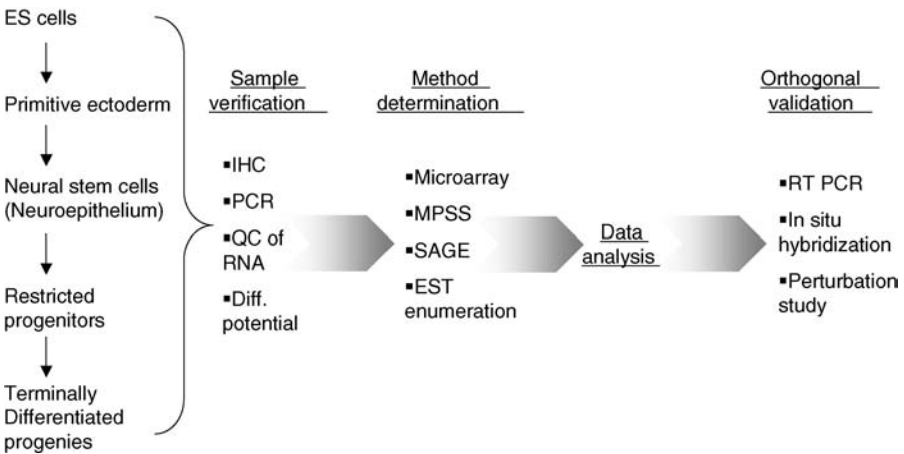 ES cells
Primitive ectoderm
Neural stem cells
(Neuroepithelium)
Restricted
progenitors
Terminally
Differentiated
progenies
Sample
verification
▪IHC
▪PCR
▪QC of
RNA
▪Diff.
potential
Method
determination
▪Microarray
▪MPSS
▪SAGE
▪EST
enumeration
Data
analysis
Orthogonal
validation
▪RT PCR
▪In situ
hybridization
▪Perturbation
study